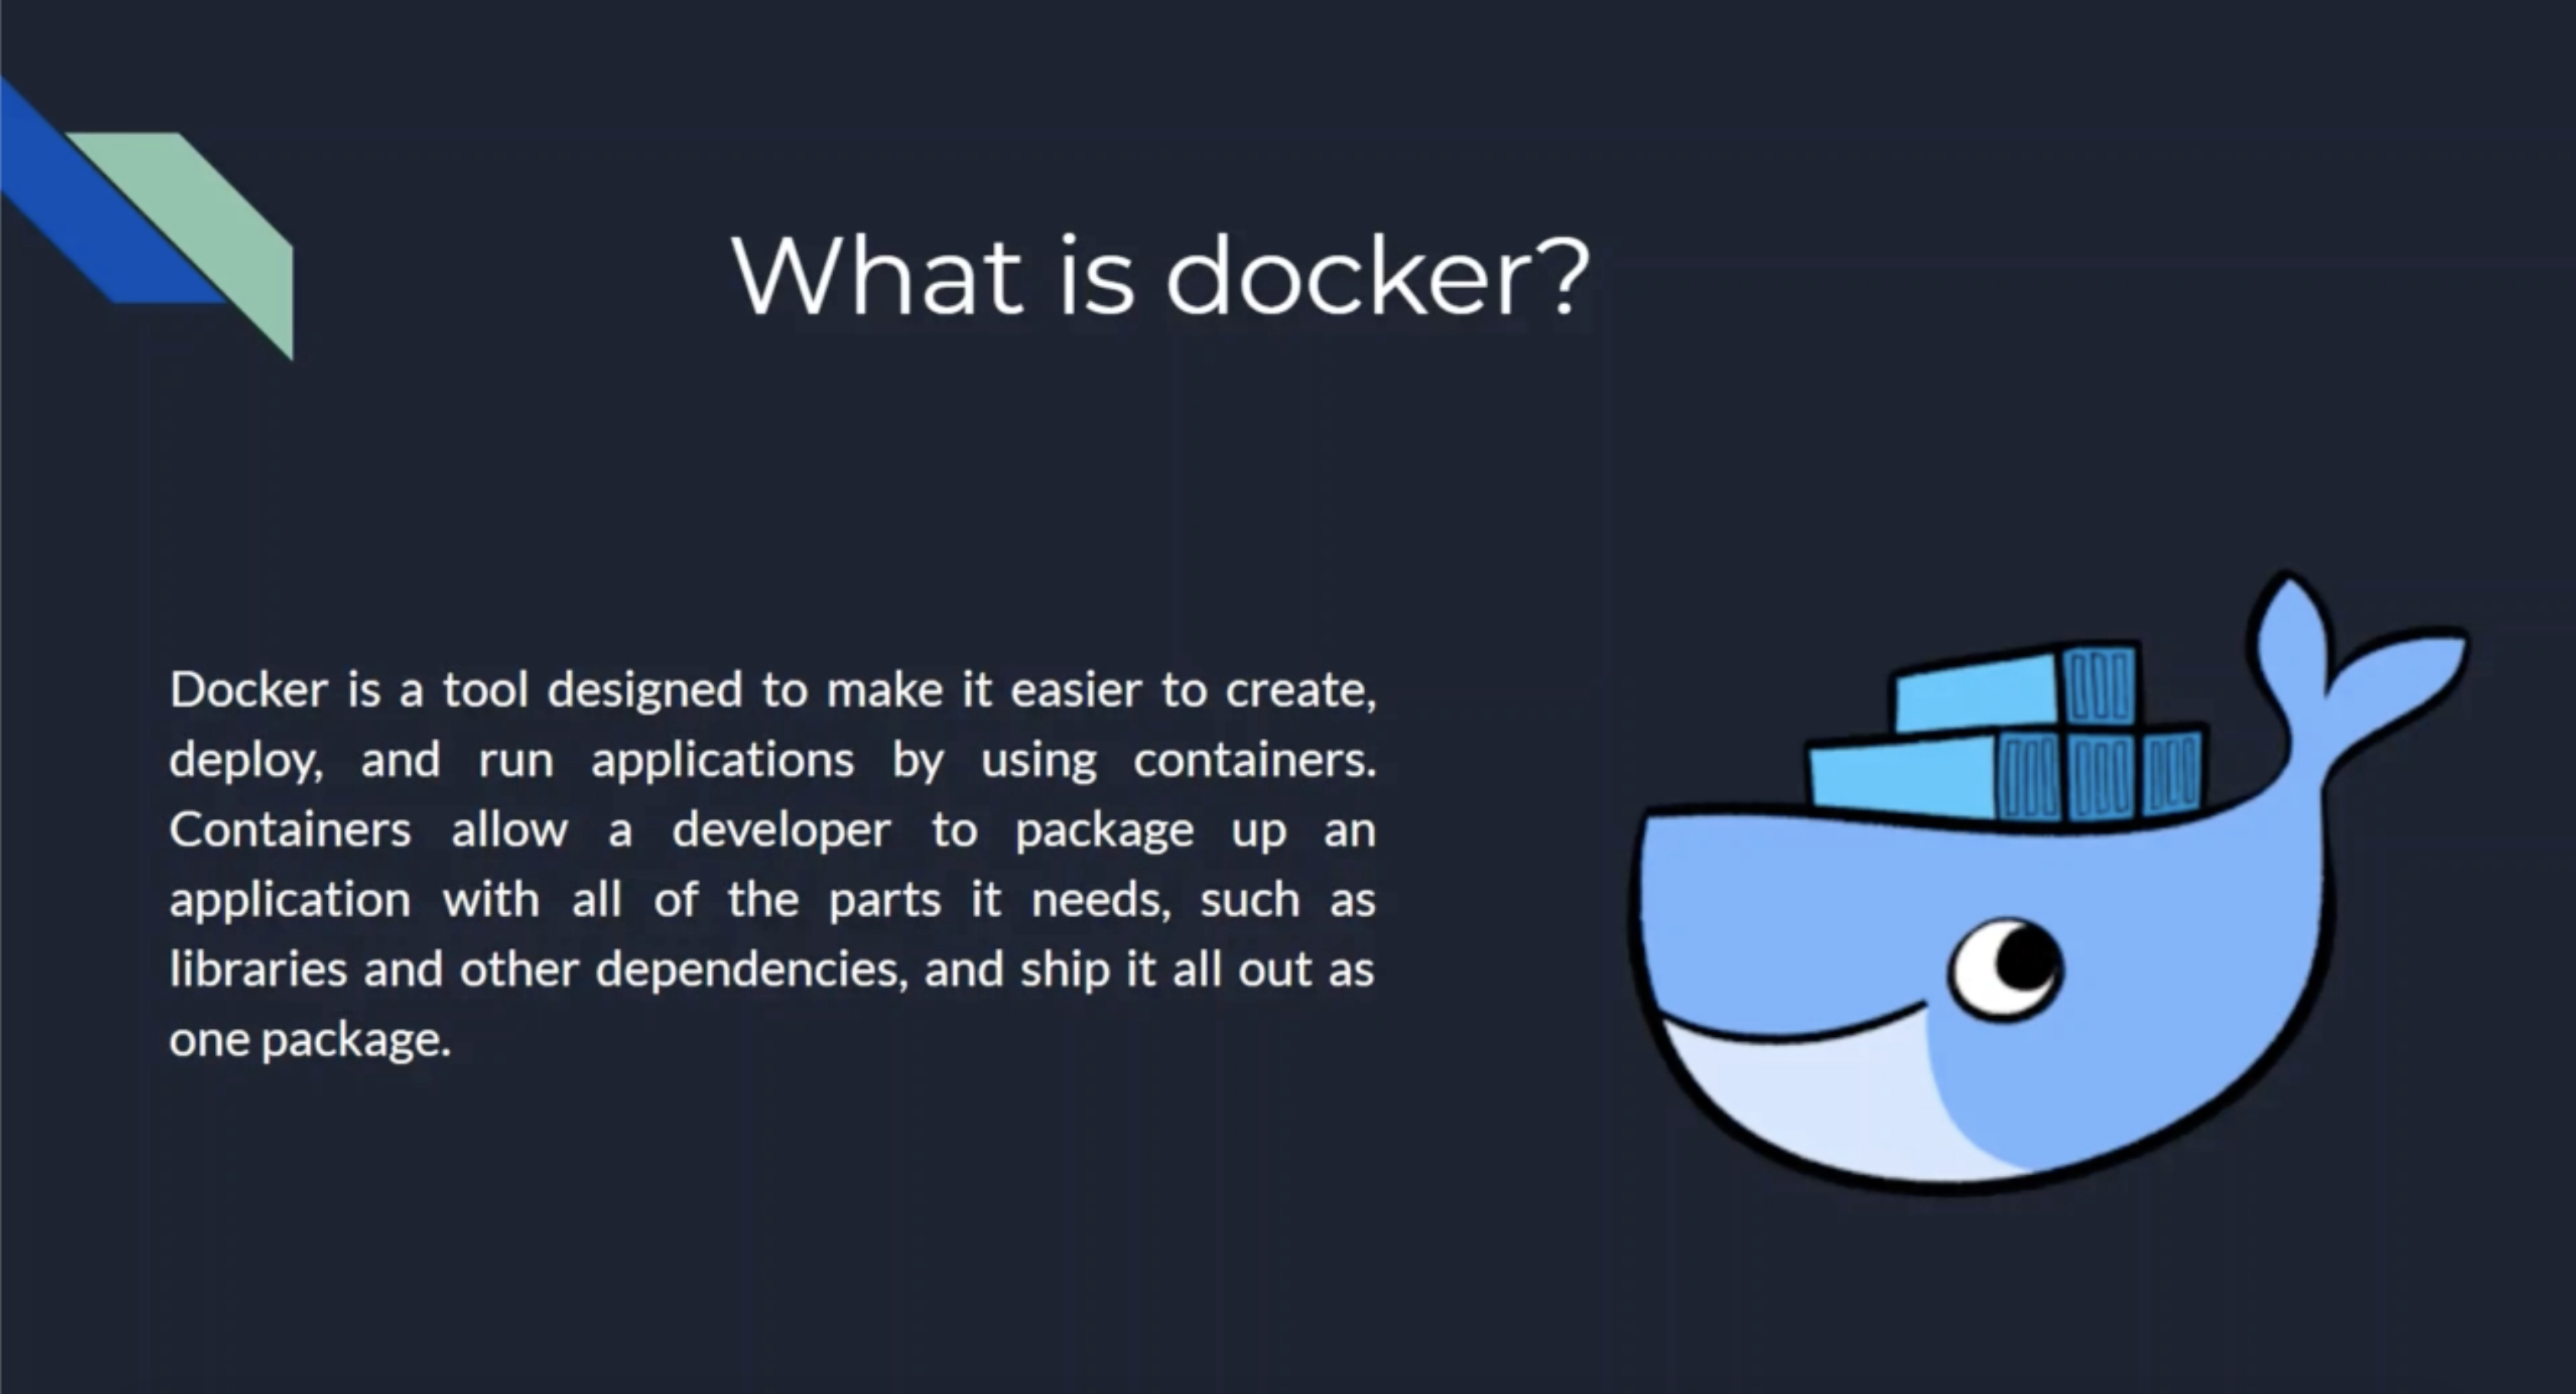 What is docker?
Docker is a tool designed to make it easier to create,
deploy, and run applications by using containers.
Containers allow a developer to package up an
application with all of the parts it needs, such as
libraries and other dependencies, and ship it all out as
one package.